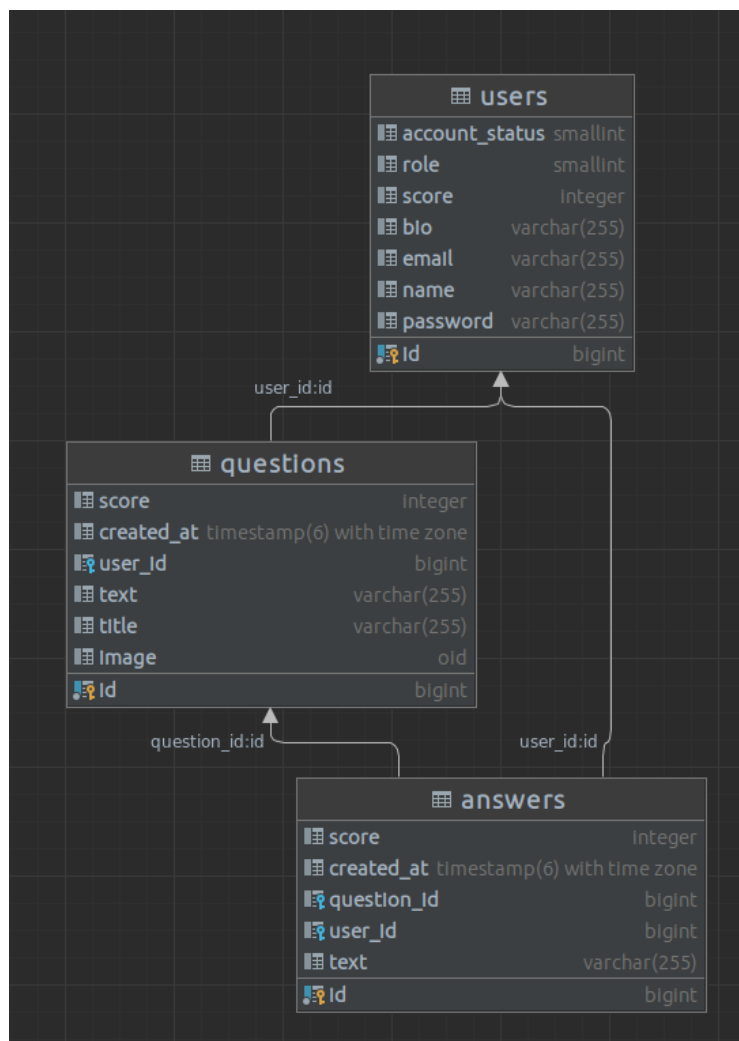 users
account_status smallint
role smallint
score integer
bio varchar(255)
email varchar(255)
name varchar(255)
password varchar(255)
id bigint
user_id:id
questions
score integer
created_at timestamp(6) with time zone
user_id bigint
text varchar(255)
title varchar(255)
image oid
id bigint
question_id:id
user_id:id
answers
score integer
created_at timestamp(6) with time zone
question_id bigint
user_id bigint
text varchar(255)
id bigint